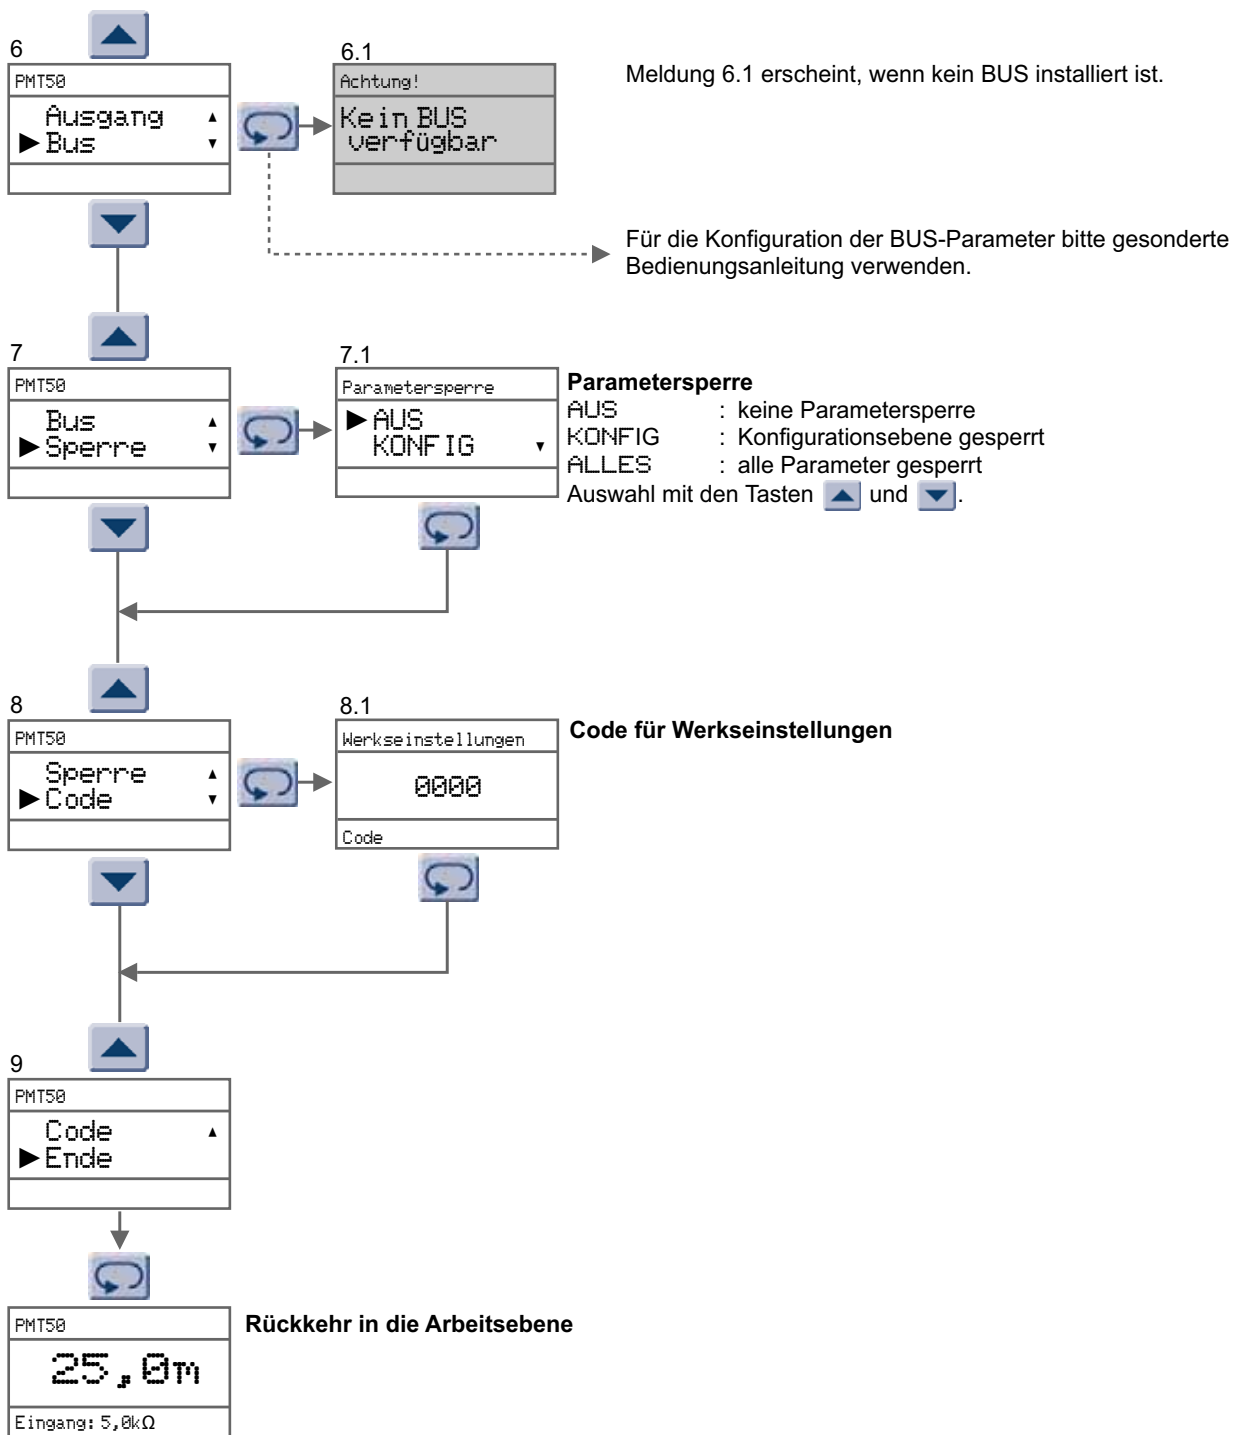 6
PMT50
Ausgang
Bus
6.1
Achtung!
Kein BUS
verfügbar
Meldung 6.1 erscheint, wenn kein BUS installiert ist.
Für die Konfiguration der BUS-Parameter bitte gesonderte
Bedienungsanleitung verwenden.
7
PMT50
Bus
Sperre
7.1
Parametersperre
AUS
KONFIG
Parametersperre
AUS : keine Parametersperre
KONFIG : Konfigurationsebene gesperrt
ALLES : alle Parameter gesperrt
Auswahl mit den Tasten und .
8
PMT50
Sperre
Code
8.1
Werkseinstellungen
0000
Code
Code für Werkseinstellungen
9
PMT50
Code
Ende
PMT50
25,0m
Eingang: 5,0kΩ
Rückkehr in die Arbeitsebene